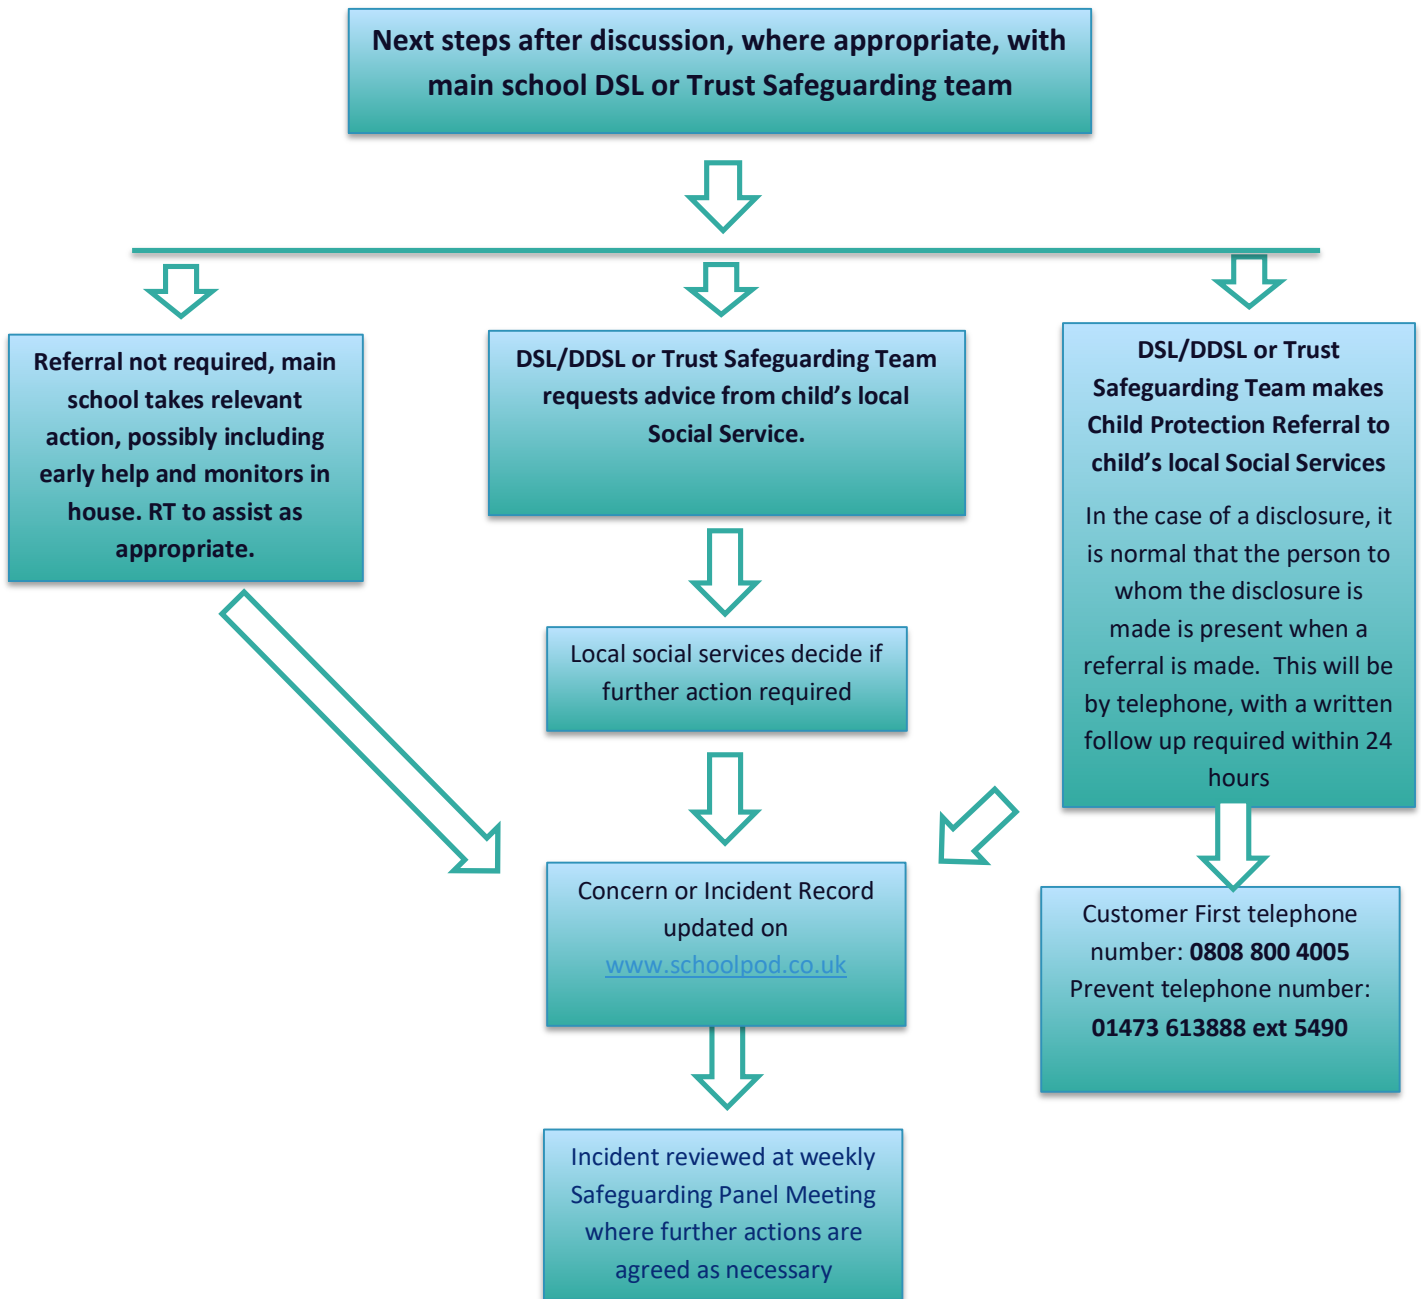 Next steps after discussion, where appropriate, with
main school DSL or Trust Safeguarding team
Referral not required, main
school takes relevant
action, possibly including
early help and monitors in
house. RT to assist as
appropriate.
DSL/DDSL or Trust Safeguarding Team
requests advice from child’s local
Social Service.
DSL/DDSL or Trust
Safeguarding Team makes
Child Protection Referral to
child’s local Social Services
In the case of a disclosure, it
is normal that the person to
whom the disclosure is
made is present when a
referral is made.  This will be
by telephone, with a written
follow up required within 24
hours
Local social services decide if
further action required
Concern or Incident Record
updated on
www.schoolpod.co.uk
Customer First telephone
number: 0808 800 4005
Prevent telephone number:
01473 613888 ext 5490
Incident reviewed at weekly
Safeguarding Panel Meeting
where further actions are
agreed as necessary